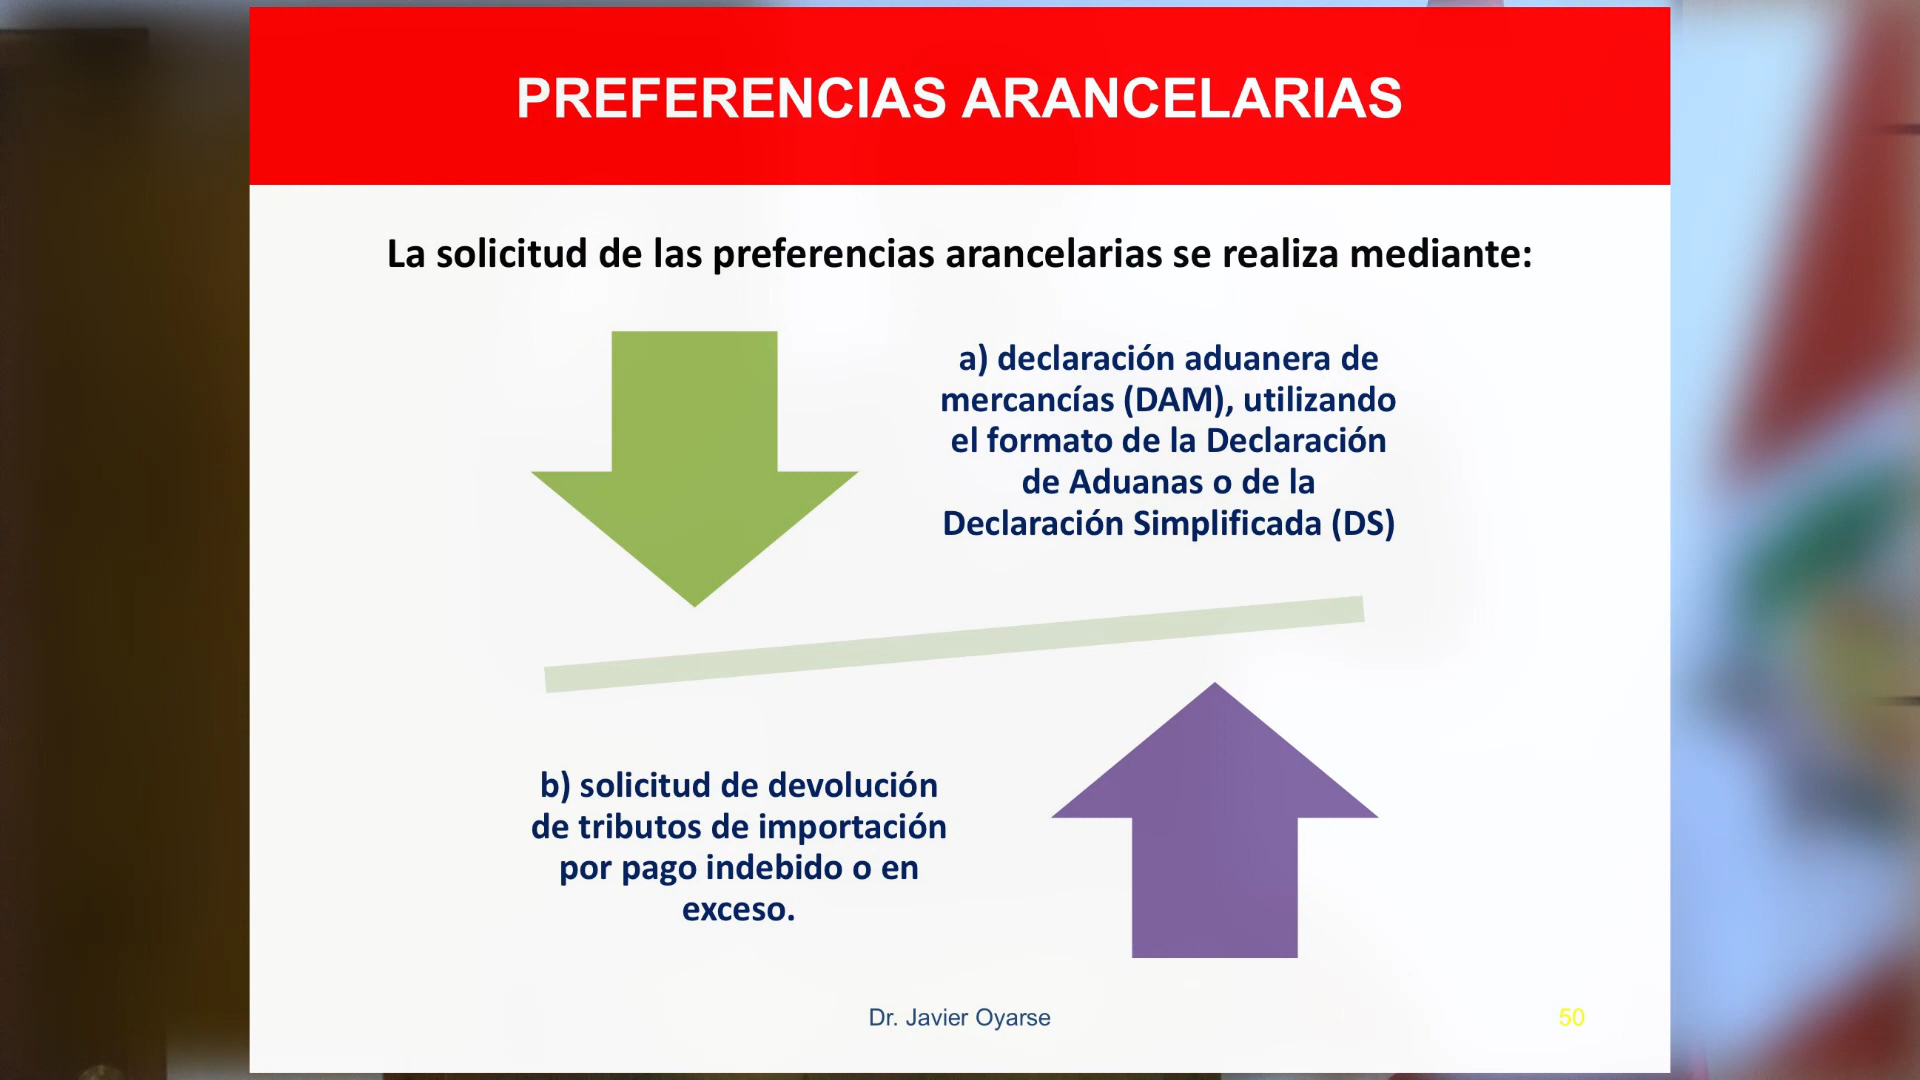 PREFERENCIAS ARANCELARIAS
La solicitud de las preferencias arancelarias se realiza mediante:
a) declaración aduanera de
mercancías (DAM), utilizando
el formato de la Declaración
de Aduanas o de la
Declaración Simplificada (DS)
b) solicitud de devolución
de tributos de importación
por pago indebido o en
exceso.
Dr. Javier Oyarse
50